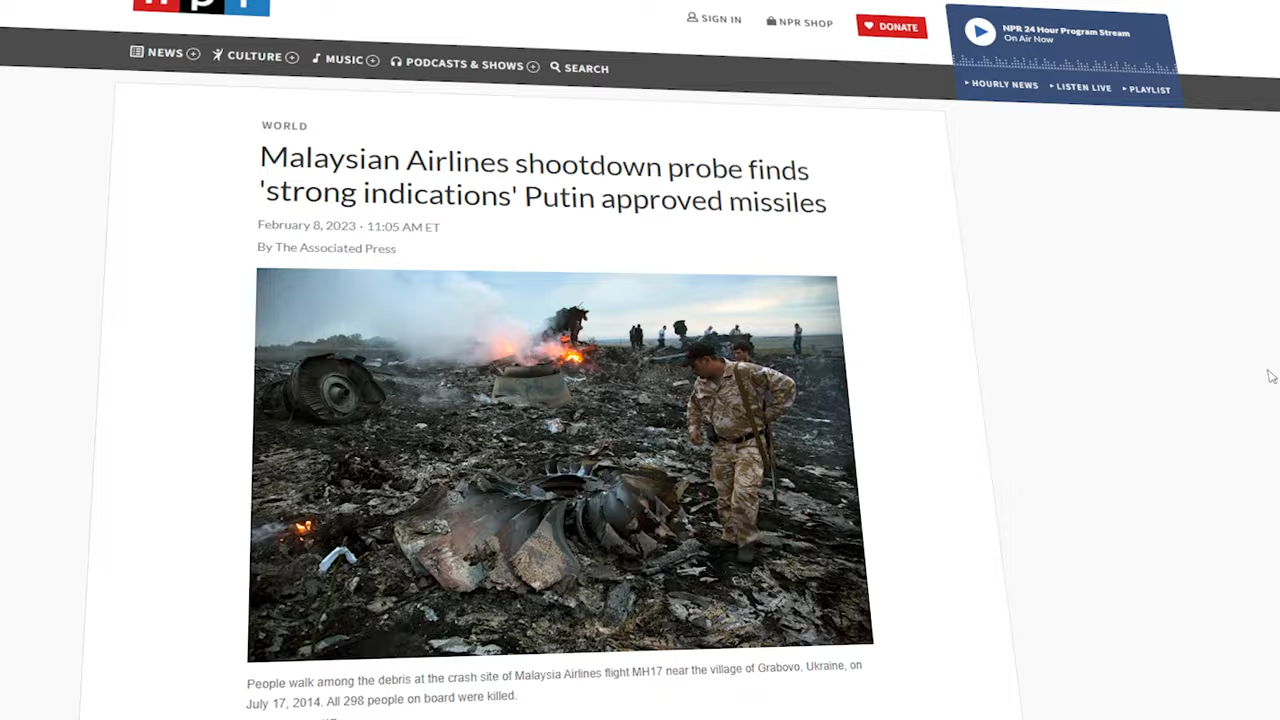 npr
SIGN IN
NPR SHOP
DONATE
NPR 24 Hour Program Stream
On Air Now
NEWS
CULTURE
MUSIC
PODCASTS & SHOWS
SEARCH
HOURLY NEWS
LISTEN LIVE
PLAYLIST
WORLD
Malaysian Airlines shootdown probe finds
'strong indications' Putin approved missiles
February 8, 2023 · 11:05 AM ET
By The Associated Press
People walk among the debris at the crash site of Malaysia Airlines flight MH17 near the village of Grabovo, Ukraine, on
July 17, 2014. All 298 people on board were killed.